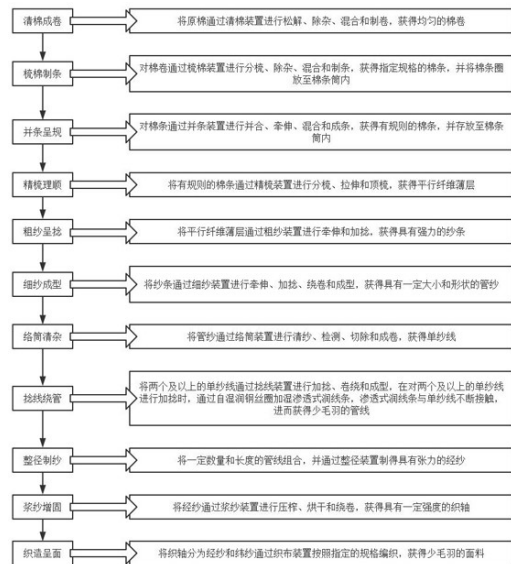 清棉成卷
将原棉通过清棉装置进行松解、除杂、混合和制卷，获得均匀的棉卷
梳棉制条
对棉卷通过梳棉装置进行分梳、除杂、混合和制条，获得指定规格的棉条，并将棉条圈
放至棉条筒内
并条呈现
对棉条通过并条装置进行并合、牵伸、混合和成条，获得有规则的棉条，并存放至棉条
筒内
精梳理顺
将有规则的棉条通过精梳装置进行分梳、拉伸和顶梳，获得平行纤维薄层
粗纱呈捻
将平行纤维薄层通过粗纱装置进行牵伸和加捻，获得具有强力的纱条
细纱成型
将纱条通过细纱装置进行牵伸、加捻、绕卷和成型，获得具有一定大小和形状的管纱
络筒清杂
将管纱通过络筒装置进行清纱、检测、切除和成卷，获得单纱线
捻线绕管
将两个及以上的单纱线通过捻线装置进行加捻、卷绕和成型，在对两个及以上的单纱线
进行加捻时，通过自湿润钢丝圈加湿渗透式润线条，渗透式润线条与单纱线不断接触，
进而获得少毛羽的管线
整径制纱
将一定数量和长度的管线组合，并通过整径装置制得具有张力的经纱
浆纱增固
将经纱通过浆纱装置进行压榨、烘干和绕卷，获得具有一定强度的织轴
织造呈面
将织轴分为经纱和纬纱通过织布装置按照指定的规格编织，获得少毛羽的面料